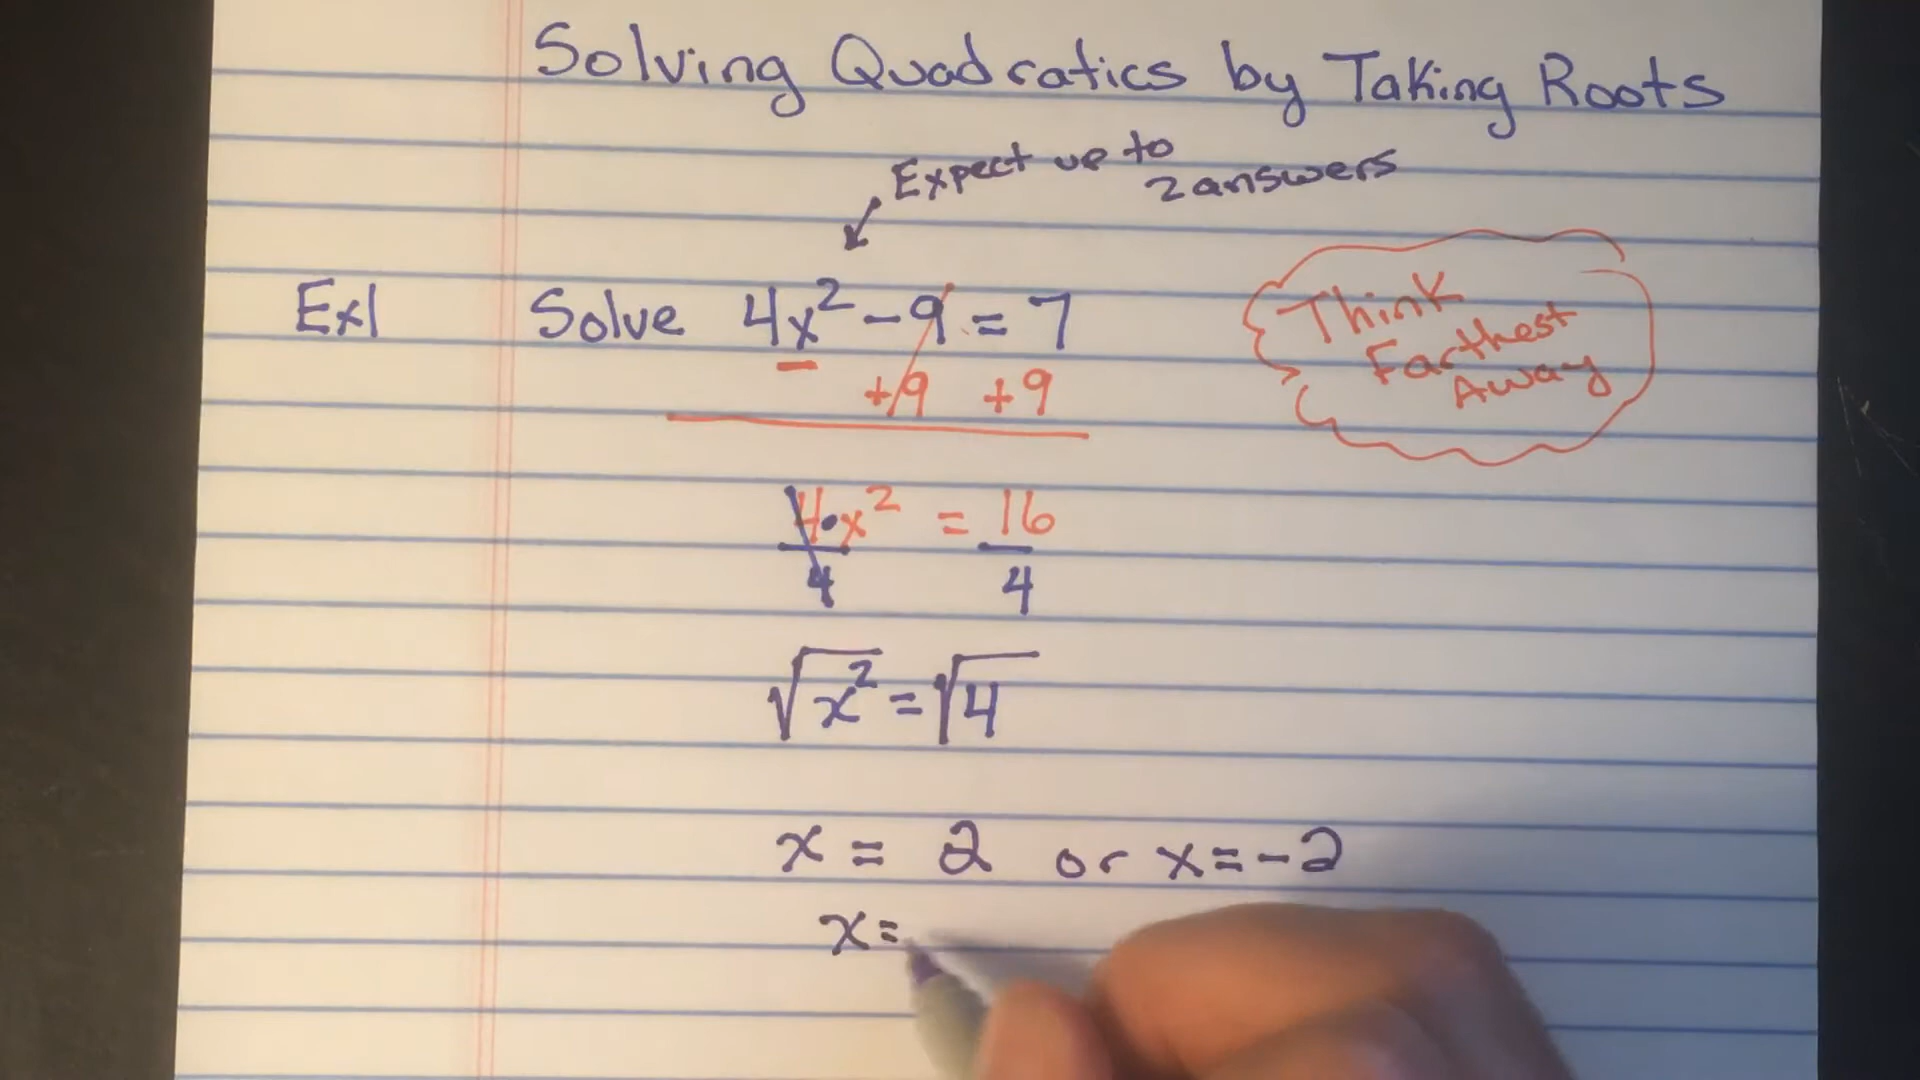 Solving Quadratics by Taking Roots
Expect up to
2 answers
Ex1 Solve 4x² - 9 = 7
+9 +9
Think
Farthest
Away
4•x² = 16
4 4
√x² = √4
x = 2 or x = -2
x =